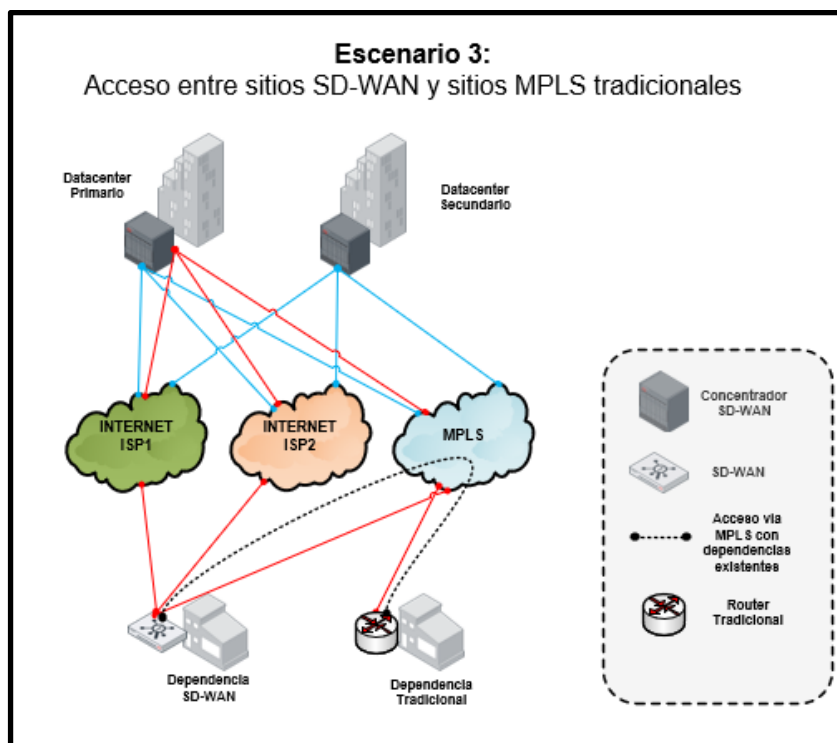 Escenario 3:
Acceso entre sitios SD-WAN y sitios MPLS tradicionales
Datacenter
Primario
Datacenter
Secundario
INTERNET
ISP1
INTERNET
ISP2
MPLS
Dependencia
SD-WAN
Dependencia
Tradicional
Concentrador
SD-WAN
SD-WAN
Acceso via
MPLS con
dependencias
existentes
Router
Tradicional